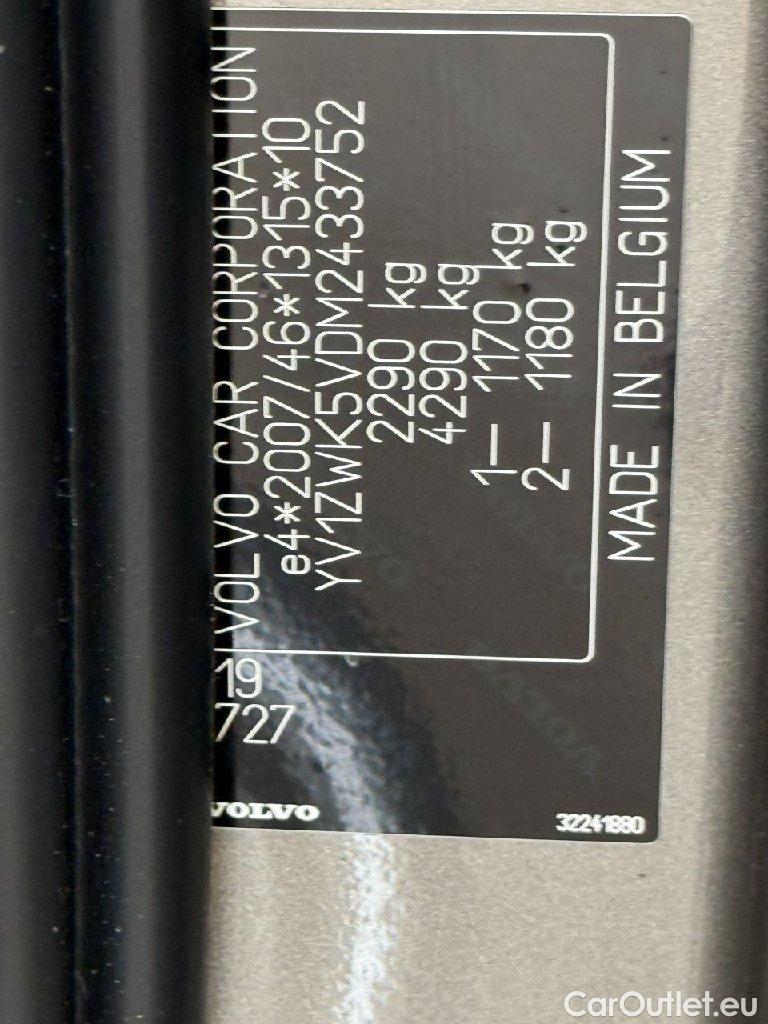 VOLVO CAR CORPORATION
e4*2007/46*1315*10
YV1ZWK5VDM2433752
2290 kg
4290 kg
1– 1170 kg
2– 1180 kg
MADE IN BELGIUM
19
727
VOLVO
32241880
CarOutlet.eu